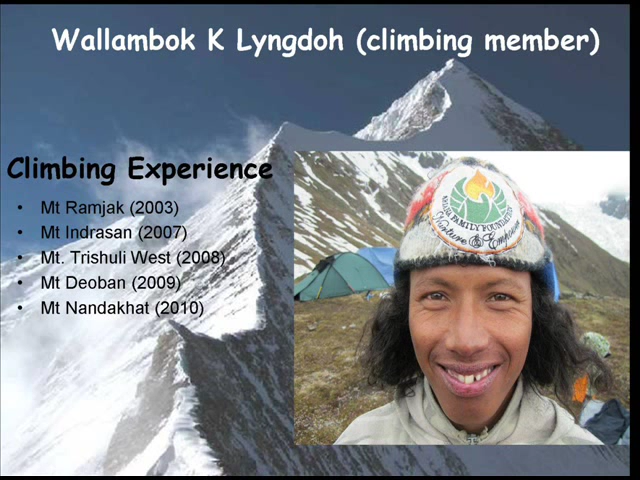 Wallambok K Lyngdoh (climbing member)
Climbing Experience
• Mt Ramjak (2003)
• Mt Indrasan (2007)
• Mt. Trishuli West (2008)
• Mt Deoban (2009)
• Mt Nandakhat (2010)
FAMILY FOUNDATION
Nurture &